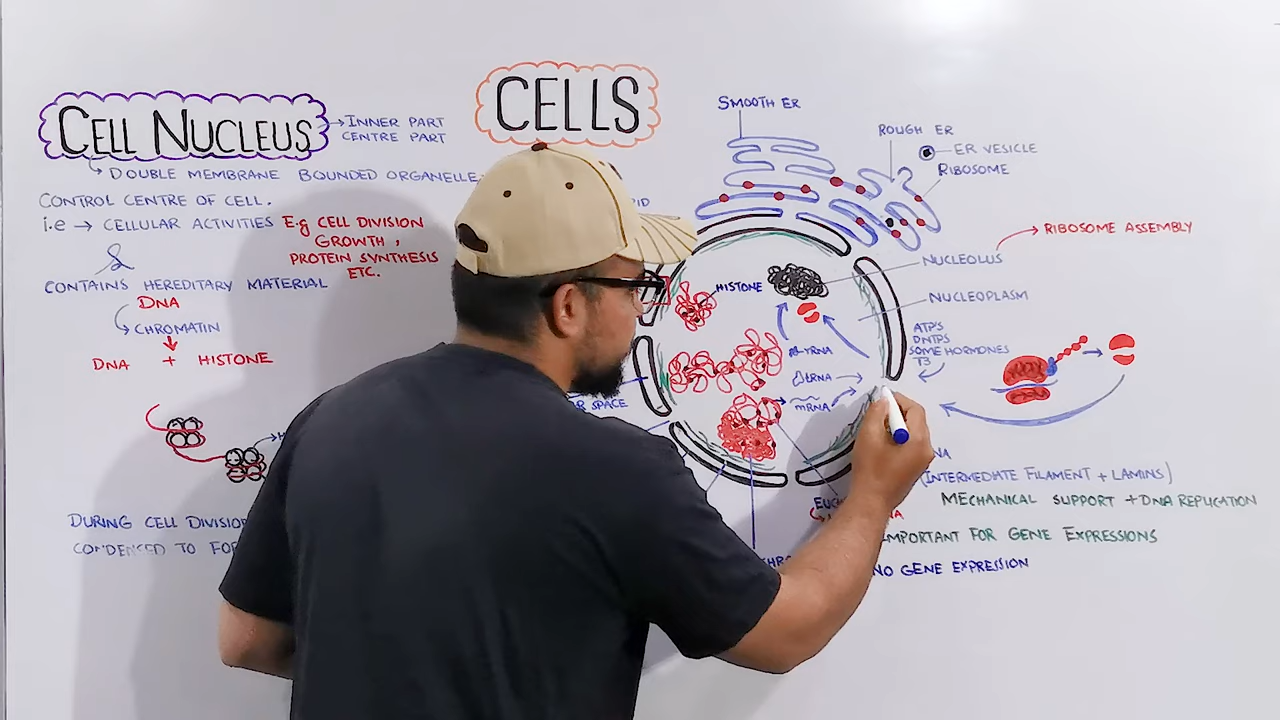 CELLS
CELL NUCLEUS
INNER PART
CENTRE PART
DOUBLE MEMBRANE BOUNDED ORGANELLE
CONTROL CENTRE OF CELL.
i.e → CELLULAR ACTIVITIES E.g CELL DIVISION
GROWTH,
PROTEIN SYNTHESIS
ETC.
&
CONTAINS HEREDITARY MATERIAL
DNA
CHROMATIN
DNA + HISTONE
DURING CELL DIVISION
CONDENCED TO
SMOOTH ER
ROUGH ER
ER VESICLE
RIBOSOME
NUCLEOLUS
RIBOSOME ASSEMBLY
HISTONE
NUCLEOPLASM
ATP'S
DNTPS
SOME HORMONES
T3
rRNA
tRNA
mRNA
SPACE
(INTERMEDIATE FILAMENT + LAMINS)
MECHANICAL SUPPORT + DNA REPLICATION
IMPORTANT FOR GENE EXPRESSIONS
NO GENE EXPRESSION